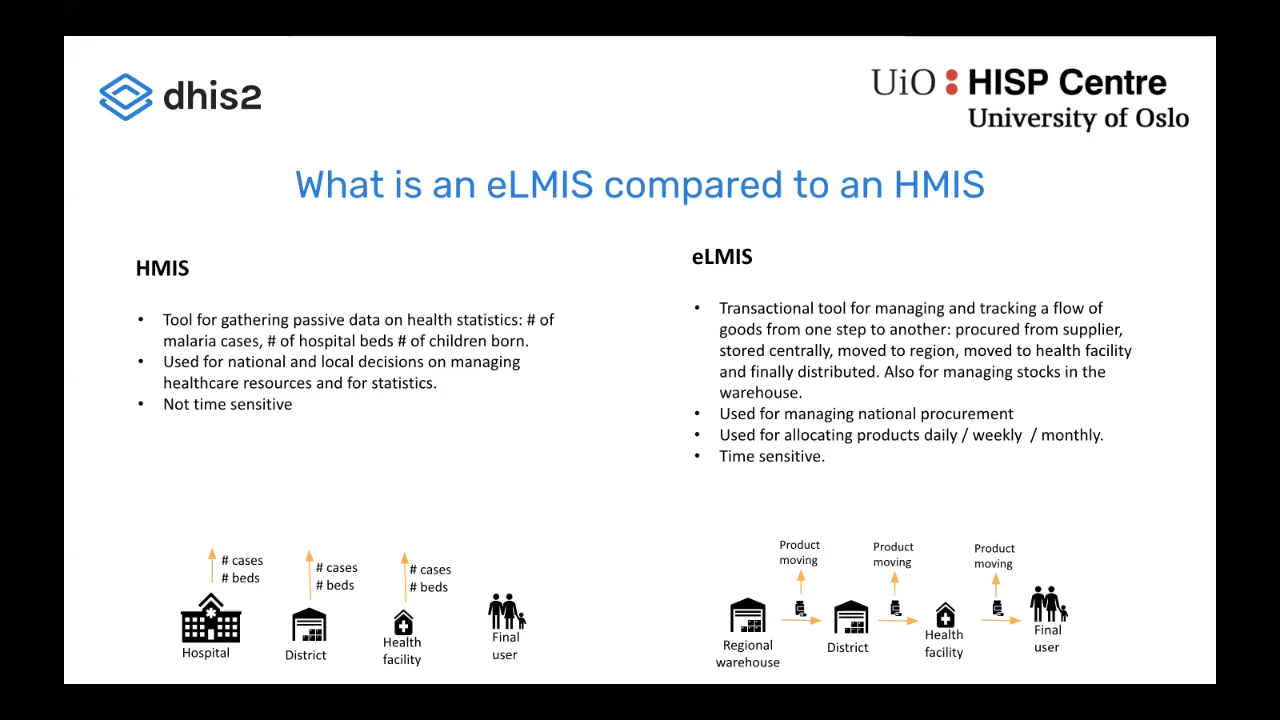 dhis2
UiO HISP Centre
University of Oslo
What is an eLMIS compared to an HMIS
HMIS
• Tool for gathering passive data on health statistics: # of
malaria cases, # of hospital beds # of children born.
• Used for national and local decisions on managing
healthcare resources and for statistics.
• Not time sensitive
eLMIS
• Transactional tool for managing and tracking a flow of
goods from one step to another: procured from supplier,
stored centrally, moved to region, moved to health facility
and finally distributed. Also for managing stocks in the
warehouse.
• Used for managing national procurement
• Used for allocating products daily / weekly  / monthly.
• Time sensitive.
# cases
# beds
# cases
# beds
# cases
# beds
Hospital
District
Health
facility
Final
user
Product
moving
Product
moving
Product
moving
Regional
warehouse
District
Health
facility
Final
user